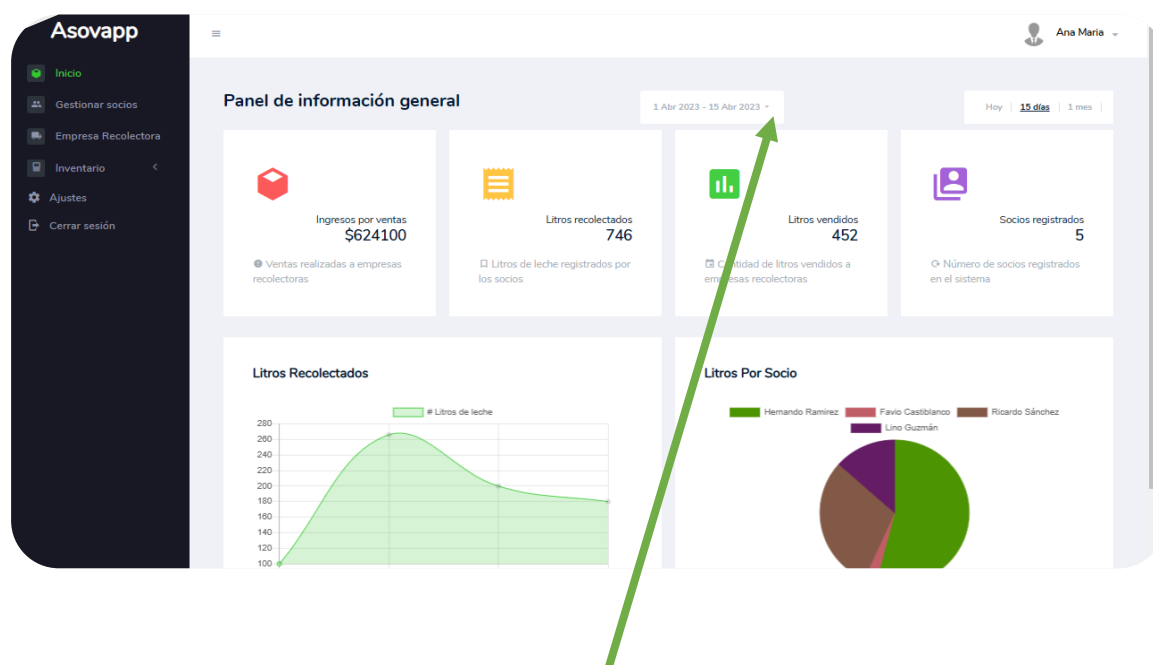 Asovapp
Ana Maria
Inicio
Gestionar socios
Empresa Recolectora
Inventario
Ajustes
Cerrar sesión
Panel de información general
1 Abr 2023 - 15 Abr 2023
Hoy | 15 días | 1 mes |
Ingresos por ventas
$624100
Ventas realizadas a empresas
recolectoras
Litros recolectados
746
Litros de leche registrados por
los socios
Litros vendidos
452
Cantidad de litros vendidos a
empresas recolectoras
Socios registrados
5
Número de socios registrados
en el sistema
Litros Recolectados
# Litros de leche
280
260
240
220
200
180
160
140
120
100
Litros Por Socio
Hernando Ramirez Favio Castiblanco Ricardo Sánchez
Lino Guzmán